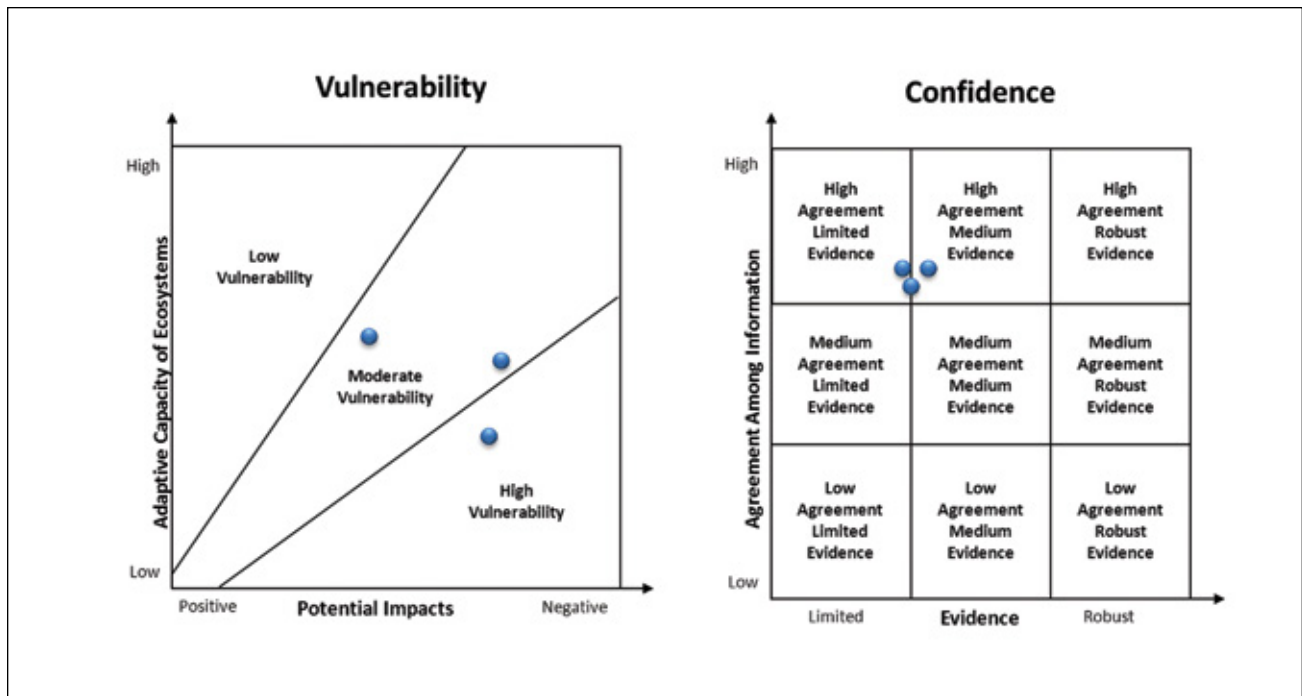 Vulnerability
High
Adaptive Capacity of Ecosystems
Low
Low
Vulnerability
Moderate
Vulnerability
High
Vulnerability
Positive
Potential Impacts
Negative
Confidence
High
Agreement Among Information
Low
High
Agreement
Limited
Evidence
High
Agreement
Medium
Evidence
High
Agreement
Robust
Evidence
Medium
Agreement
Limited
Evidence
Medium
Agreement
Medium
Evidence
Medium
Agreement
Robust
Evidence
Low
Agreement
Limited
Evidence
Low
Agreement
Medium
Evidence
Low
Agreement
Robust
Evidence
Limited
Evidence
Robust